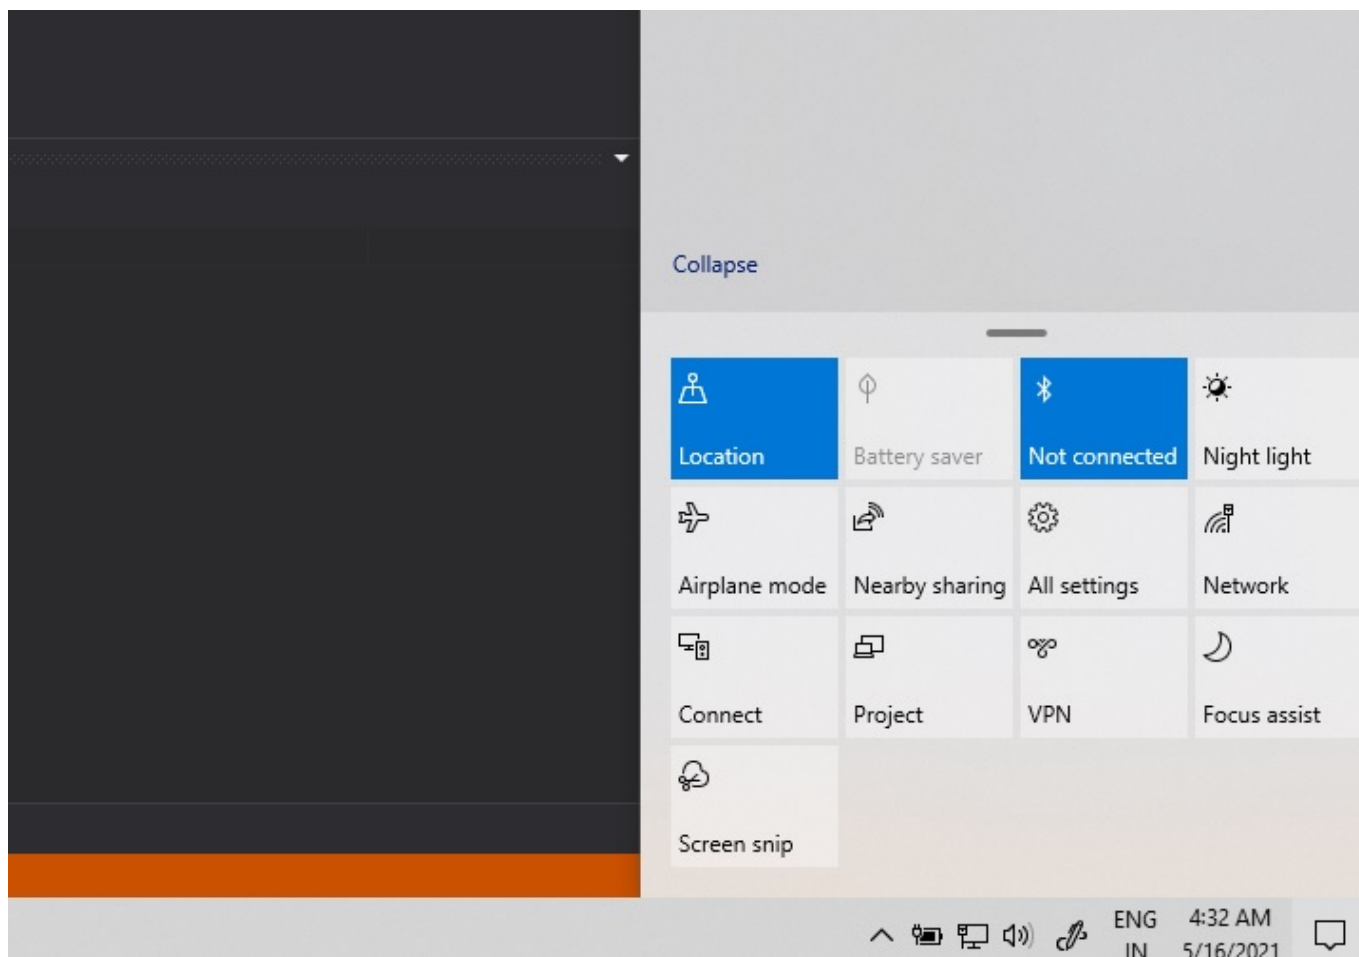 Collapse
Location
Battery saver
Not connected
Night light
Airplane mode
Nearby sharing
All settings
Network
Connect
Project
VPN
Focus assist
Screen snip
ENG
4:32 AM
IN
5/16/2021